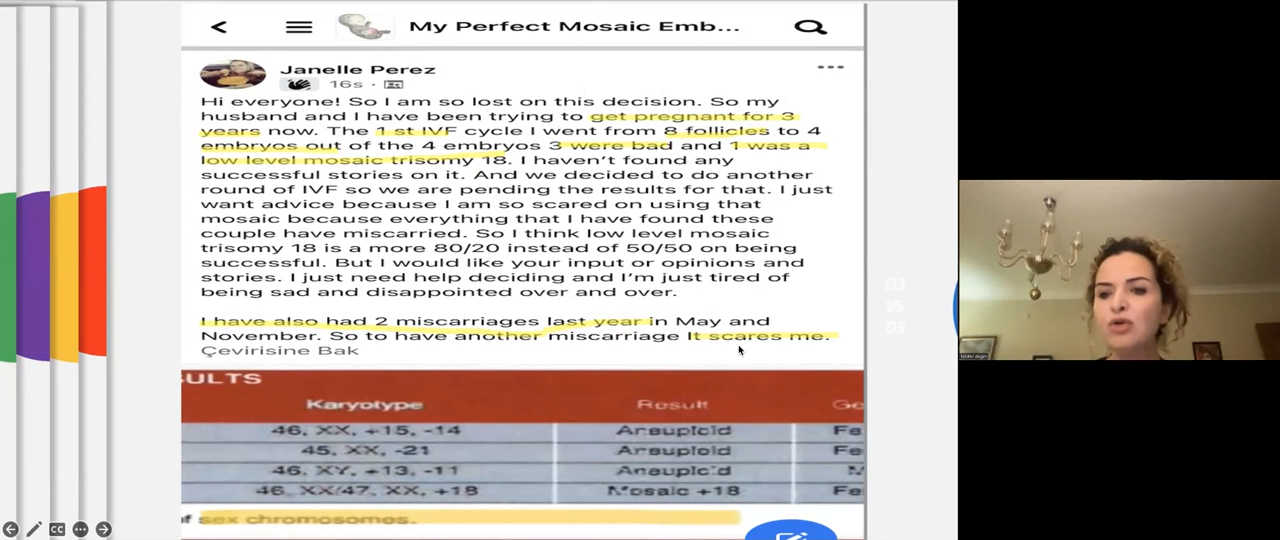 My Perfect Mosaic Emb...
Janelle Perez
16s
Hi everyone! So I am so lost on this decision. So my
husband and I have been trying to get pregnant for 3
years now. The 1 st IVF cycle I went from 8 follicles to 4
embryos out of the 4 embryos 3 were bad and 1 was a
low level mosaic trisomy 18. I haven't found any
successful stories on it. And we decided to do another
round of IVF so we are pending the results for that. I just
want advice because I am so scared on using that
mosaic because everything that I have found these
couple have miscarried. So I think low level mosaic
trisomy 18 is a more 80/20 instead of 50/50 on being
successful. But I would like your input or opinions and
stories. I just need help deciding and I'm just tired of
being sad and disappointed over and over.
I have also had 2 miscarriages last year in May and
November. So to have another miscarriage It scares me.
Çevirisine Bak
ULTS
Karyotype Result Ge
46, XX, +15, -14 Aneuploid Fe
45, XX, -21 Aneuploid Fe
46, XY, +13, -11 Aneuploid M
46, XX/47, XX, +18 Mosaic +18 Fe
f sex chromosomes.
D3
VS
D5
CC